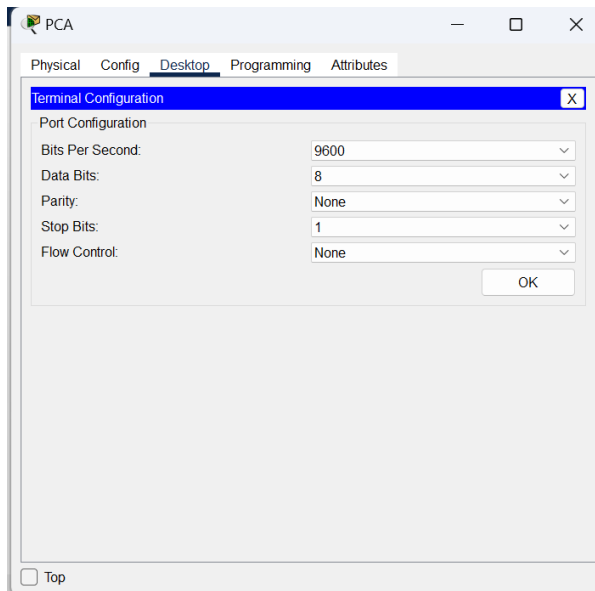 PCA
Physical Config Desktop Programming Attributes
Terminal Configuration X
Port Configuration
Bits Per Second: 9600
Data Bits: 8
Parity: None
Stop Bits: 1
Flow Control: None
OK
Top